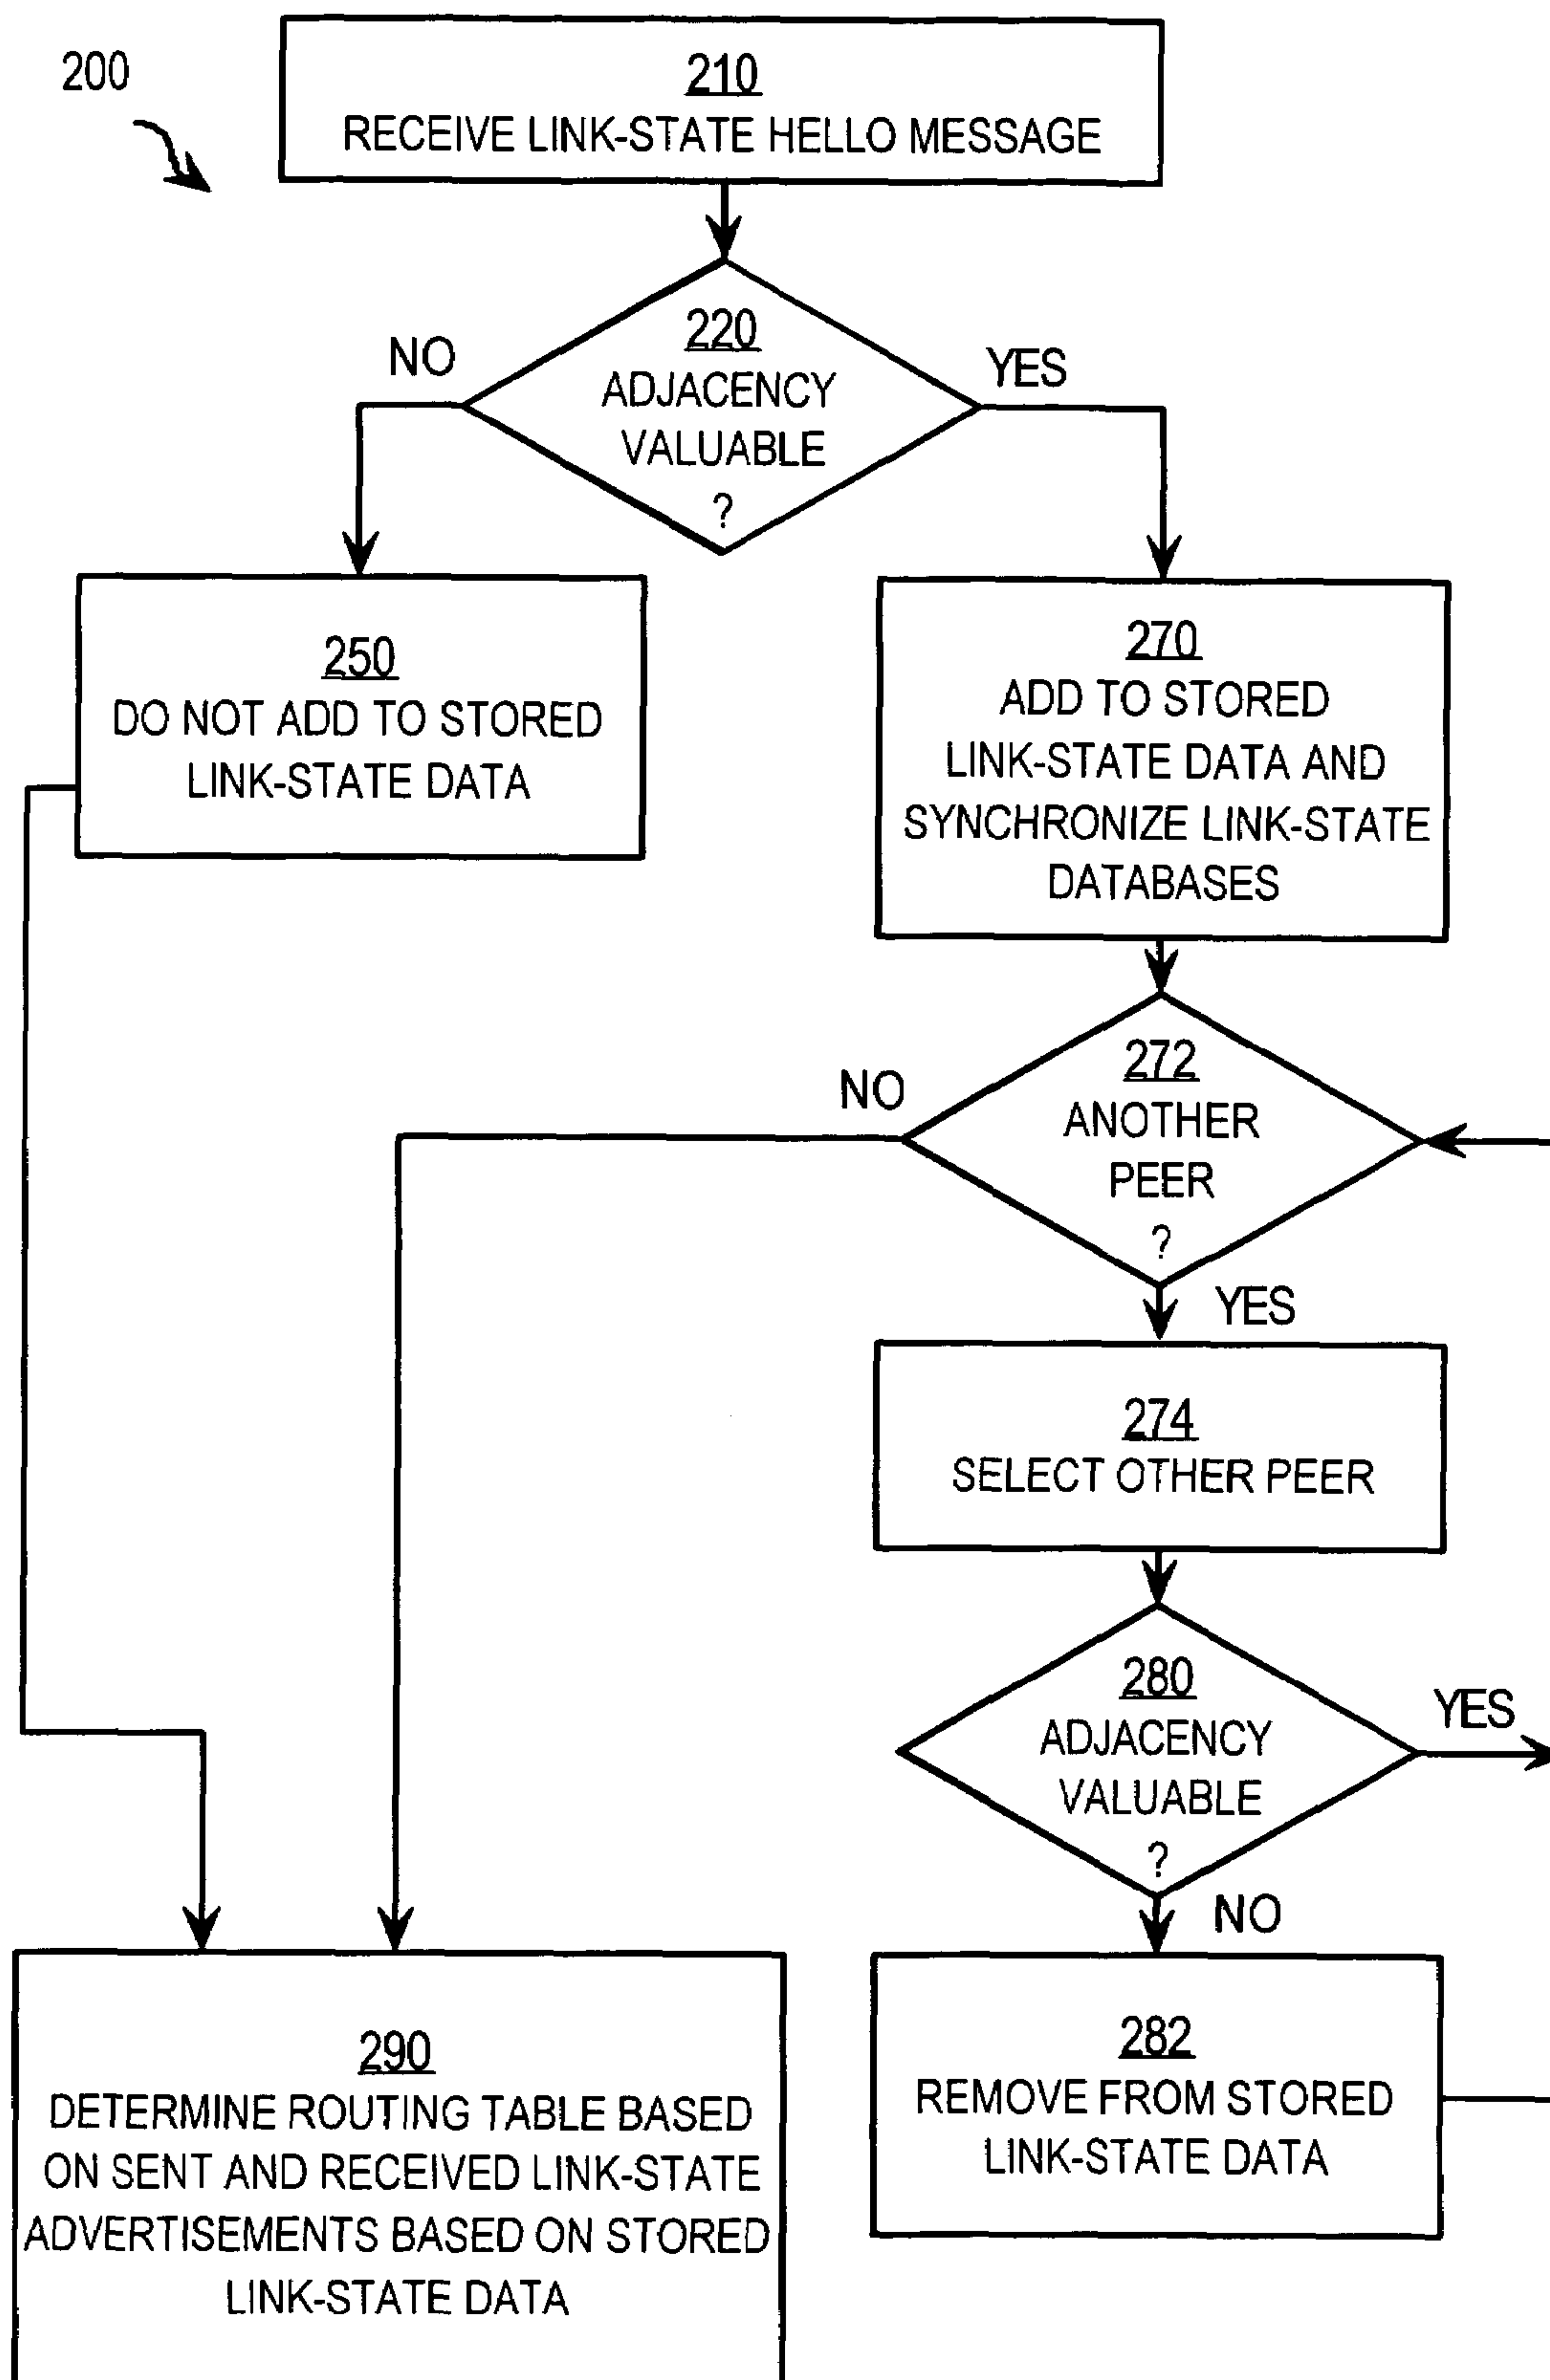 200
210
RECEIVE LINK-STATE HELLO MESSAGE
220
ADJACENCY
VALUABLE
?
NO
YES
250
DO NOT ADD TO STORED
LINK-STATE DATA
270
ADD TO STORED
LINK-STATE DATA AND
SYNCHRONIZE LINK-STATE
DATABASES
272
ANOTHER
PEER
?
NO
YES
274
SELECT OTHER PEER
280
ADJACENCY
VALUABLE
?
YES
NO
282
REMOVE FROM STORED
LINK-STATE DATA
290
DETERMINE ROUTING TABLE BASED
ON SENT AND RECEIVED LINK-STATE
ADVERTISEMENTS BASED ON STORED
LINK-STATE DATA